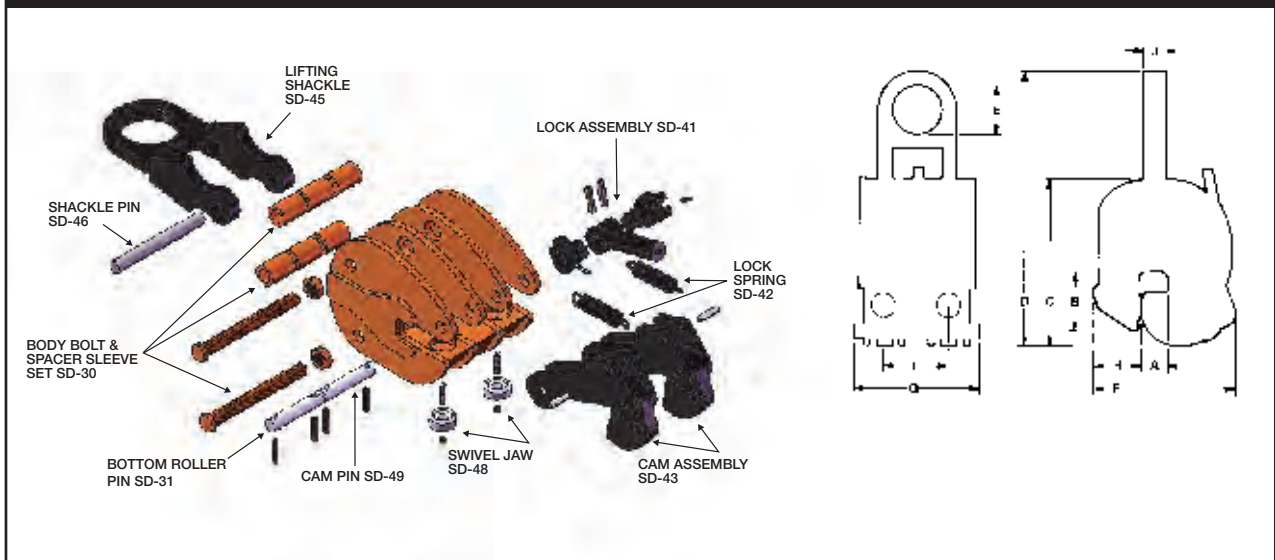 LIFTING
SHACKLE
SD-45
LOCK ASSEMBLY SD-41
SHACKLE PIN
SD-46
LOCK
SPRING
SD-42
BODY BOLT &
SPACER SLEEVE
SET SD-30
BOTTOM ROLLER
PIN SD-31
CAM PIN SD-49
SWIVEL JAW
SD-48
CAM ASSEMBLY
SD-43
J
E
D
C
B
H
A
F
I
G